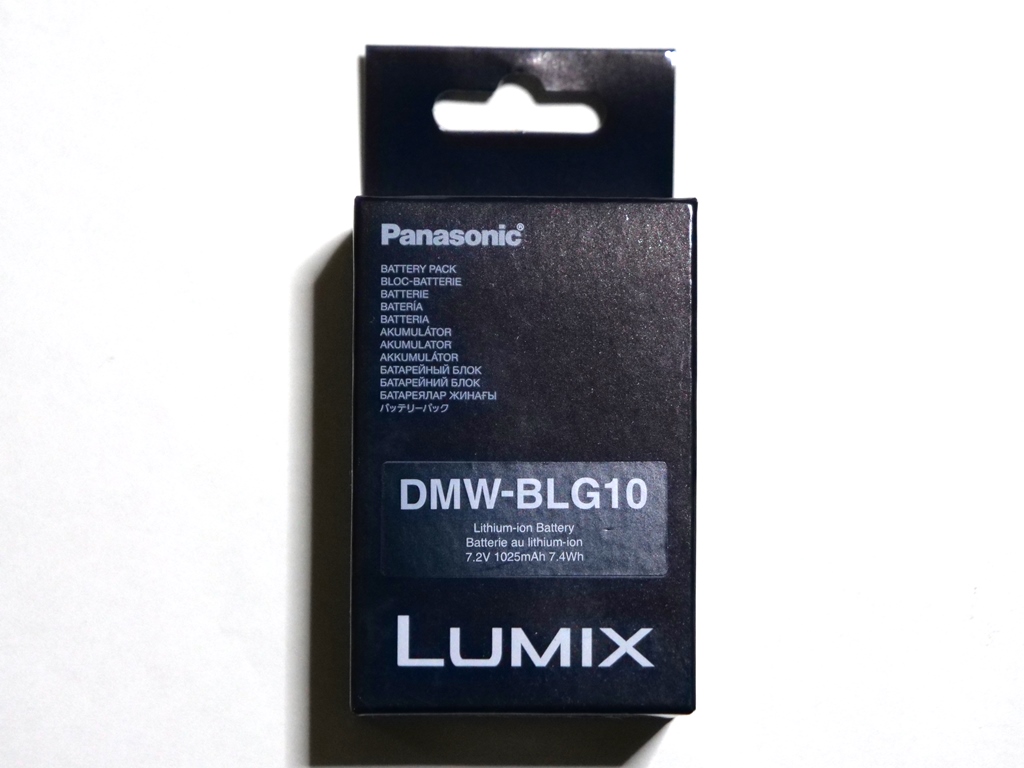 Panasonic®
BATTERY PACK
BLOC-BATTERIE
BATTERIE
BATERÍA
BATTERIA
AKUMULÁTOR
AKUMULATOR
AKKUMULÁTOR
БАТАРЕЙНЫЙ БЛОК
БАТАРЕЙНИЙ БЛОК
БАТАРЕЯЛАР ЖИНАҒЫ
バッテリーパック
DMW-BLG10
Lithium-ion Battery
Batterie au lithium-ion
7.2V 1025mAh 7.4Wh
LUMIX